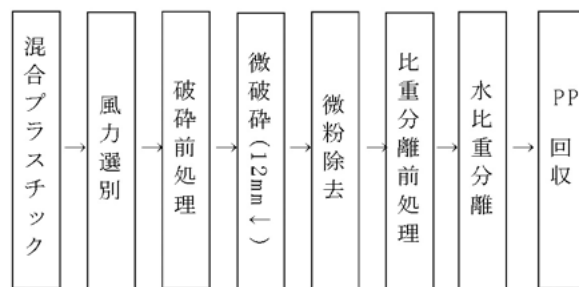 混合プラスチック
→
風力選別
→
破砕前処理
→
微破砕(12mm↓)
→
微粉除去
→
比重分離前処理
→
水比重分離
→
PP回収